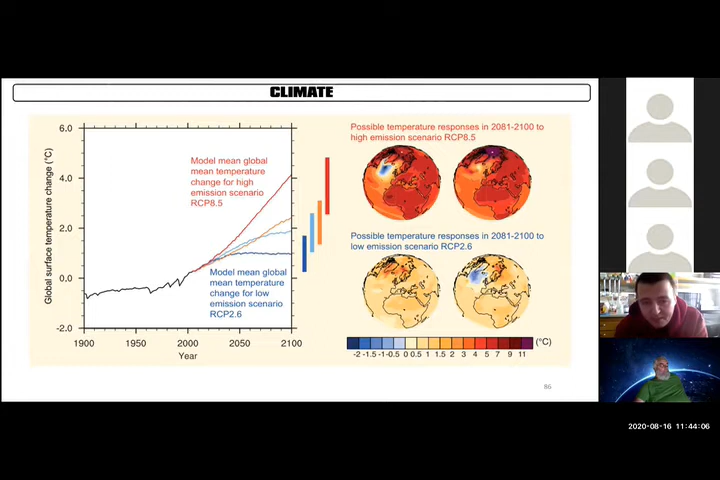 CLIMATE
Global surface temperature change (°C)
6.0
4.0
2.0
0.0
-2.0
1900
1950
2000
2050
2100
Year
Model mean global
mean temperature
change for high
emission scenario
RCP8.5
Model mean global
mean temperature
change for low
emission scenario
RCP2.6
Possible temperature responses in 2081-2100 to
high emission scenario RCP8.5
Possible temperature responses in 2081-2100 to
low emission scenario RCP2.6
(°C)
-2 -1.5 -1 -0.5 0 0.5 1 1.5 2 3 4 5 7 9 11
86
2020-08-16 11:44:06